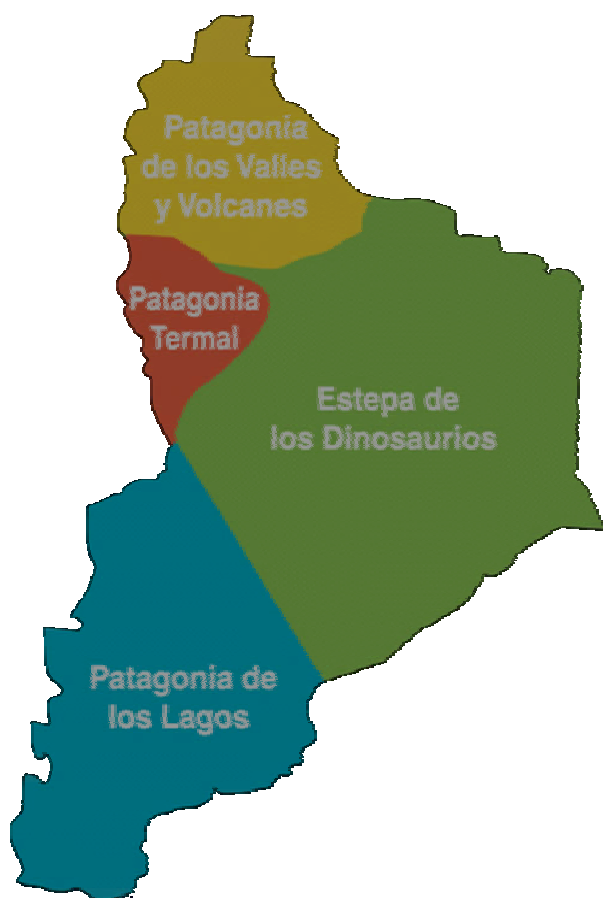 Patagonia
de los Valles
y Volcanes
Patagonia
Termal
Estepa de
los Dinosaurios
Patagonia de
los Lagos